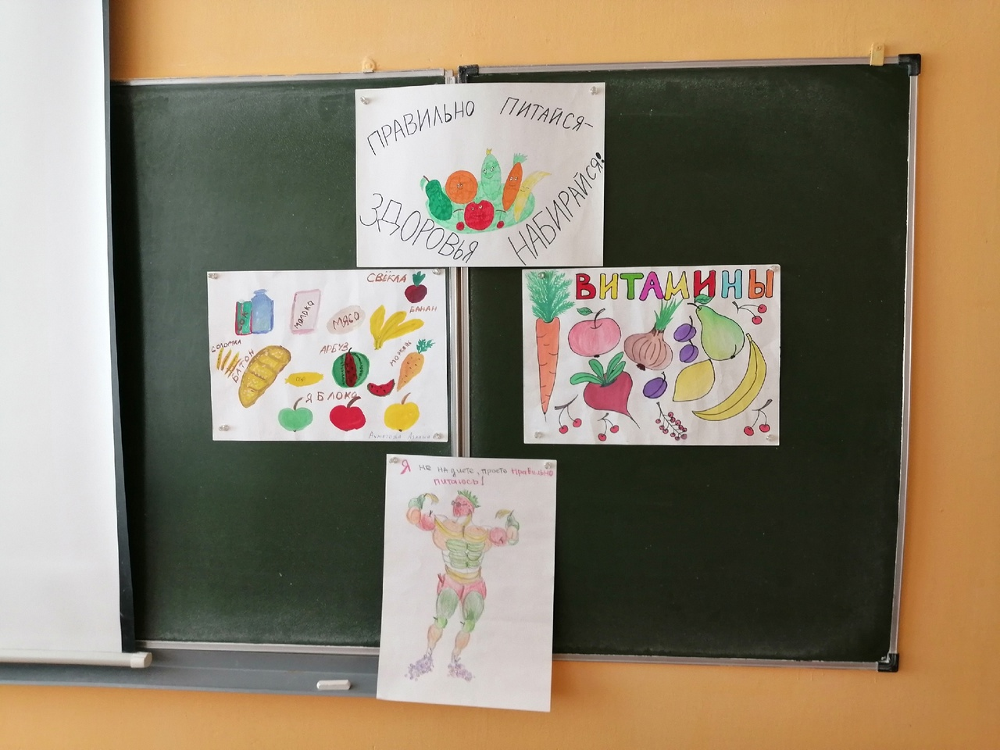 ПРАВИЛЬНО ПИТАЙСЯ-
ЗДОРОВЬЯ НАБИРАЙСЯ!
СВЁКЛА
БАНАН
МОЛОКО
МЯСО
СОЛОМКА
БАТОН
АРБУЗ
МОРКОВЬ
ЯБЛОКО
ВИТАМИНЫ
Я не на диете, просто правильно
питаюсь!